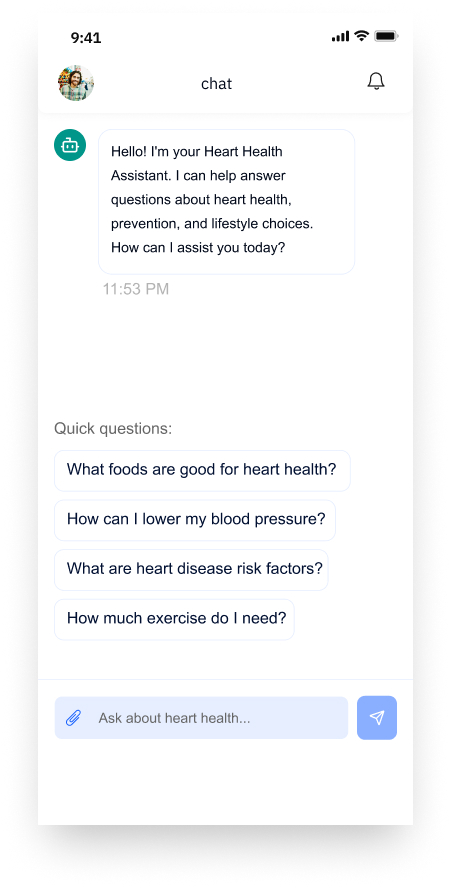 9:41
chat
Hello! I'm your Heart Health
Assistant. I can help answer
questions about heart health,
prevention, and lifestyle choices.
How can I assist you today?
11:53 PM
Quick questions:
What foods are good for heart health?
How can I lower my blood pressure?
What are heart disease risk factors?
How much exercise do I need?
Ask about heart health...